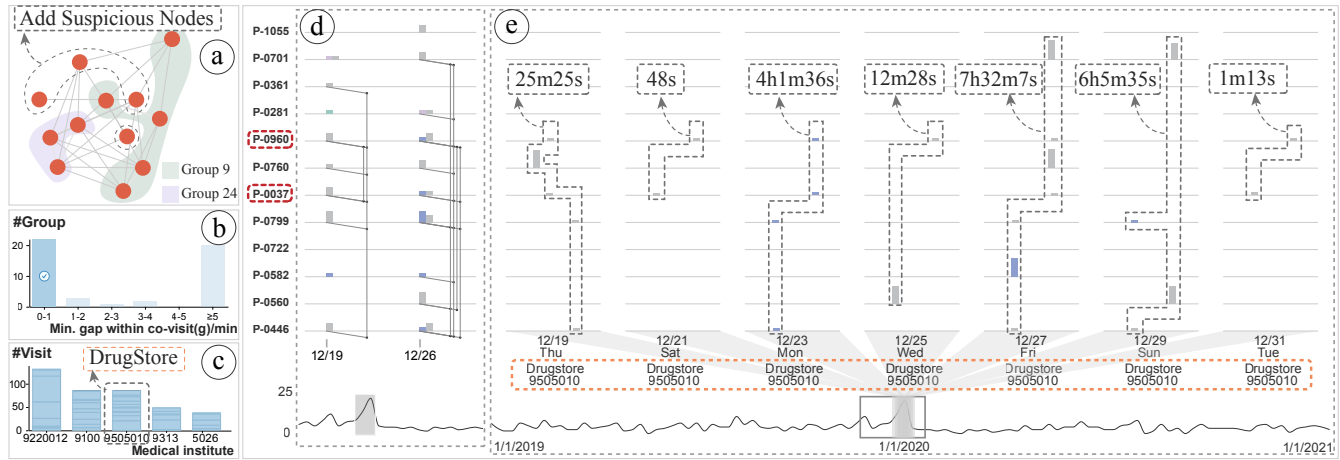 Add Suspicious Nodes
a
Group 9
Group 24
#Group
b
20
10
0
0-1 1-2 2-3 3-4 4-5 ≥5
Min. gap within co-visit(g)/min
#Visit
c
DrugStore
100
50
0
9220012 9100 9505010 9313 5026
Medical institute
d
P-1055
P-0701
P-0361
P-0281
P-0960
P-0760
P-0037
P-0799
P-0722
P-0582
P-0560
P-0446
12/19 12/26
25
0
e
25m25s 48s 4h1m36s 12m28s 7h32m7s 6h5m35s 1m13s
12/19 12/21 12/23 12/25 12/27 12/29 12/31
Thu Sat Mon Wed Fri Sun Tue
Drugstore Drugstore Drugstore Drugstore Drugstore Drugstore Drugstore
9505010 9505010 9505010 9505010 9505010 9505010 9505010
1/1/2019 1/1/2020 1/1/2021